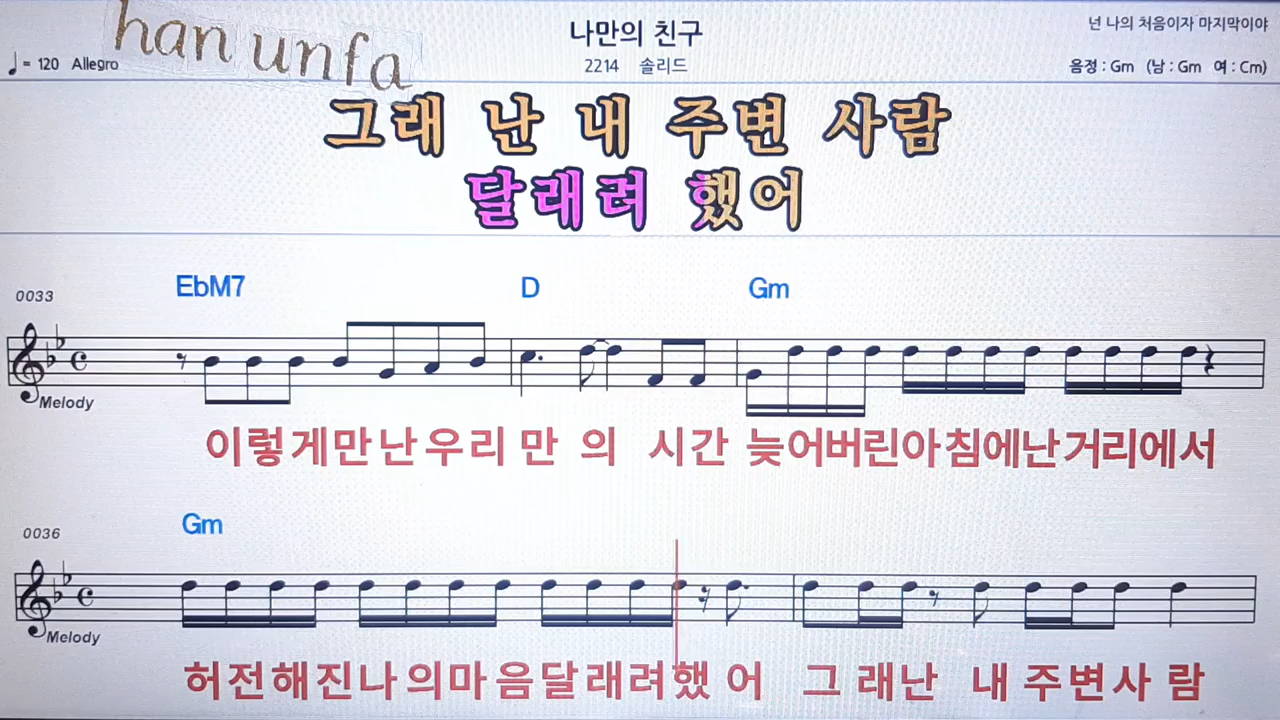 han unfa
나만의 친구
넌 나의 처음이자 마지막이야
♩= 120 Allegro
2214 솔리드
음정 : Gm (남 : Gm 여 : Cm)
그래 난 내 주변 사람
달래려 했어
0033
EbM7 D Gm
Melody
이렇게만난우리 만 의 시간 늦어버린아침에난거리에서
0036
Gm
Melody
허전해진나의마음달래려했 어 그 래난 내 주변사 람